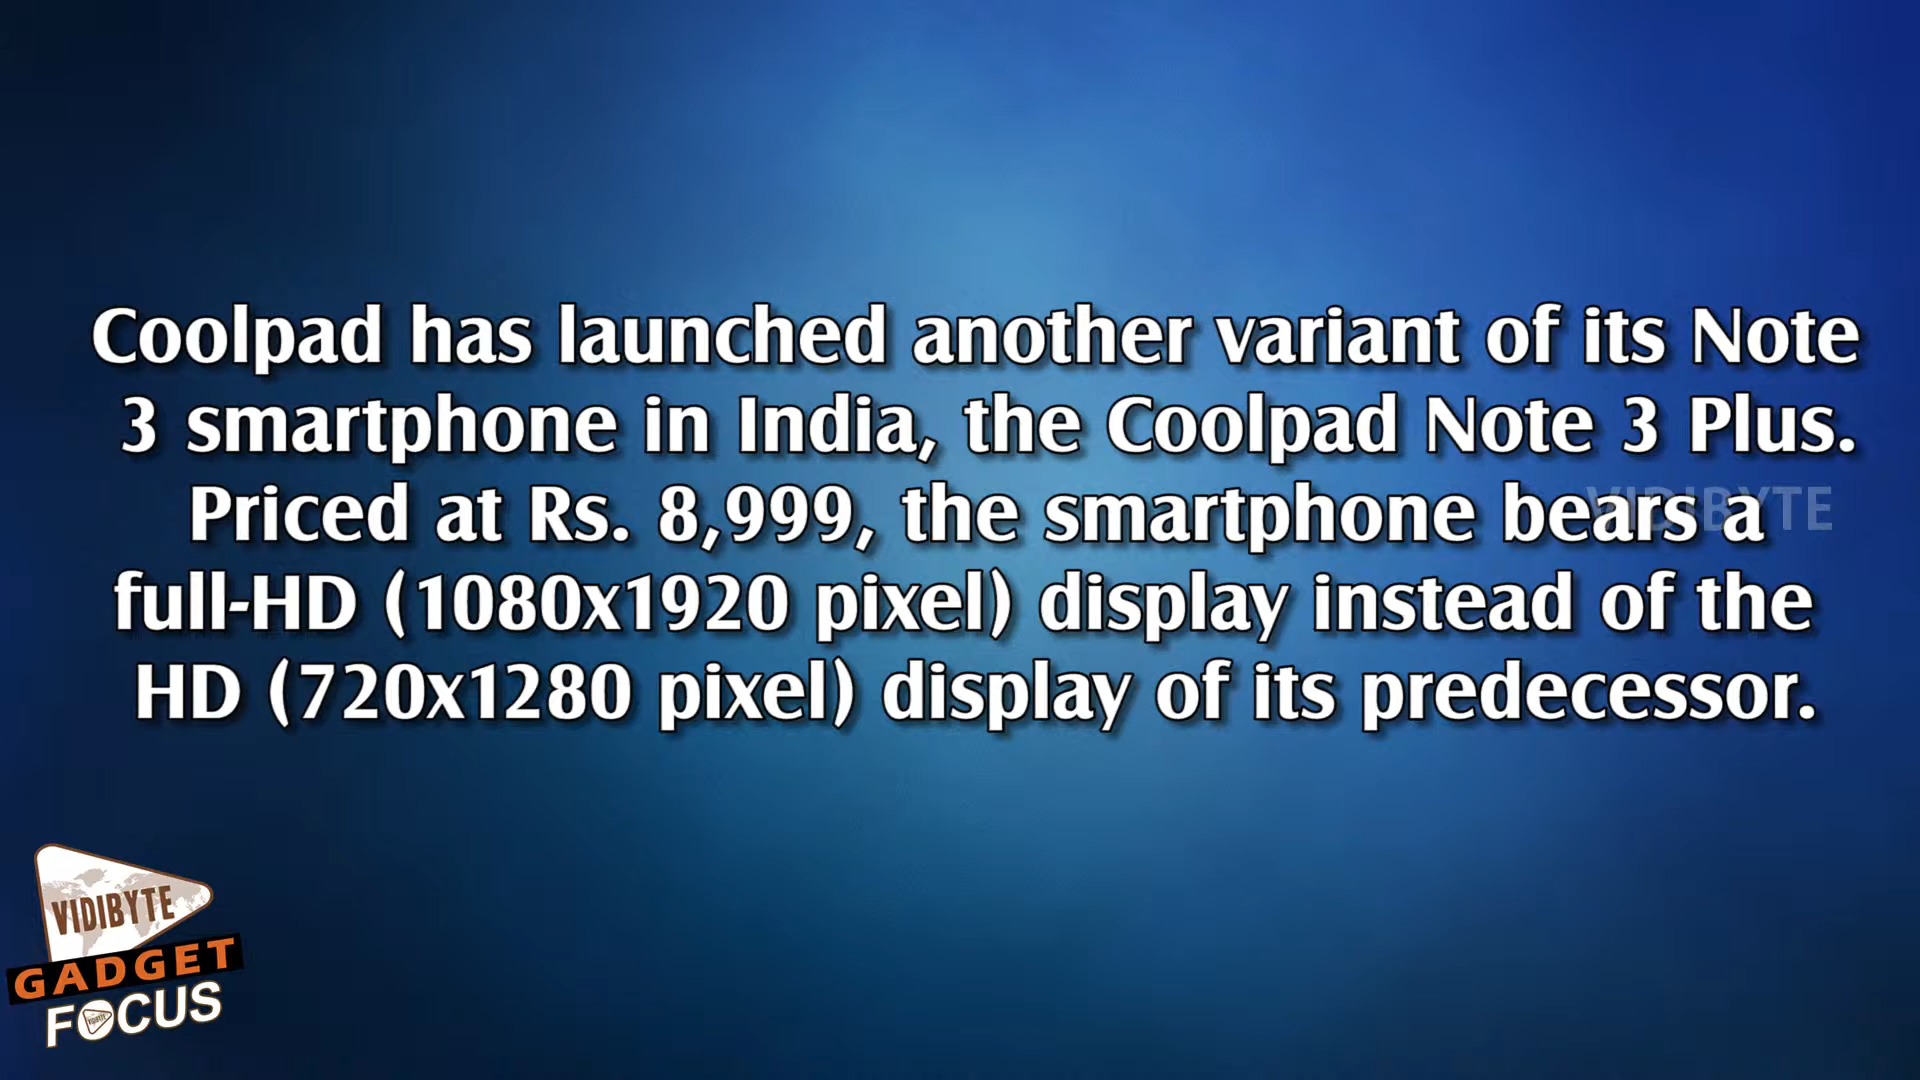 Coolpad has launched another variant of its Note
3 smartphone in India, the Coolpad Note 3 Plus.
Priced at Rs. 8,999, the smartphone bears a
full-HD (1080x1920 pixel) display instead of the
HD (720x1280 pixel) display of its predecessor.
VIDIBYTE
VIDIBYTE
GADGET
FOCUS